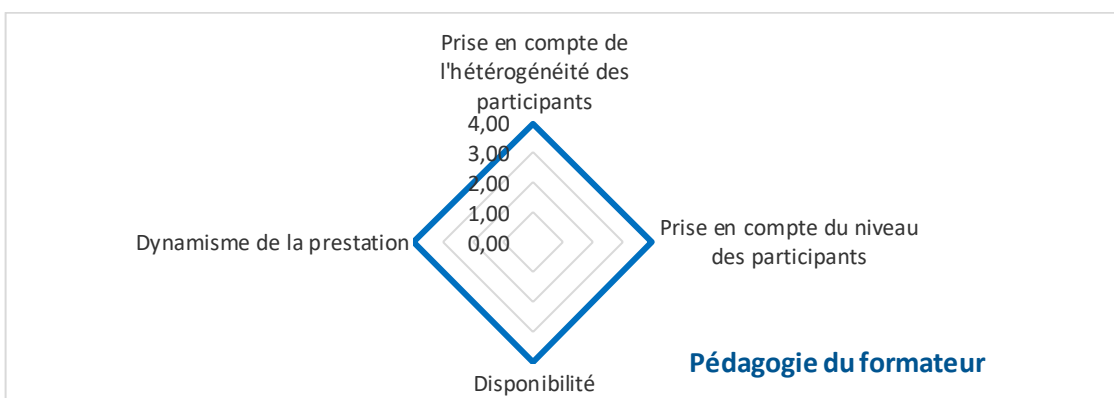 Prise en compte de
l'hétérogénéité des
participants
4,00
3,00
2,00
1,00
0,00
Dynamisme de la prestation
Prise en compte du niveau
des participants
Pédagogie du formateur
Disponibilité